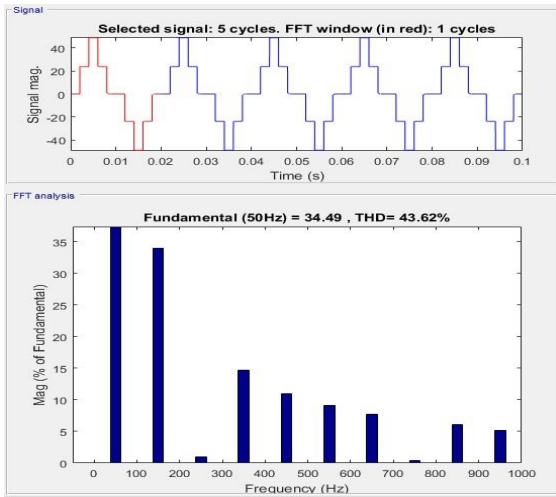 Signal
Selected signal: 5 cycles. FFT window (in red): 1 cycles
40
20
0
-20
-40
Signal mag.
0 0.01 0.02 0.03 0.04 0.05 0.06 0.07 0.08 0.09 0.1
Time (s)
FFT analysis
Fundamental (50Hz) = 34.49 , THD= 43.62%
35
30
25
20
15
10
5
0
Mag (% of Fundamental)
0 100 200 300 400 500 600 700 800 900 1000
Frequency (Hz)